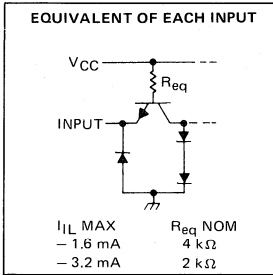 EQUIVALENT OF EACH INPUT
VCC
Req
INPUT
IIL MAX Req NOM
– 1.6 mA 4 kΩ
– 3.2 mA 2 kΩ